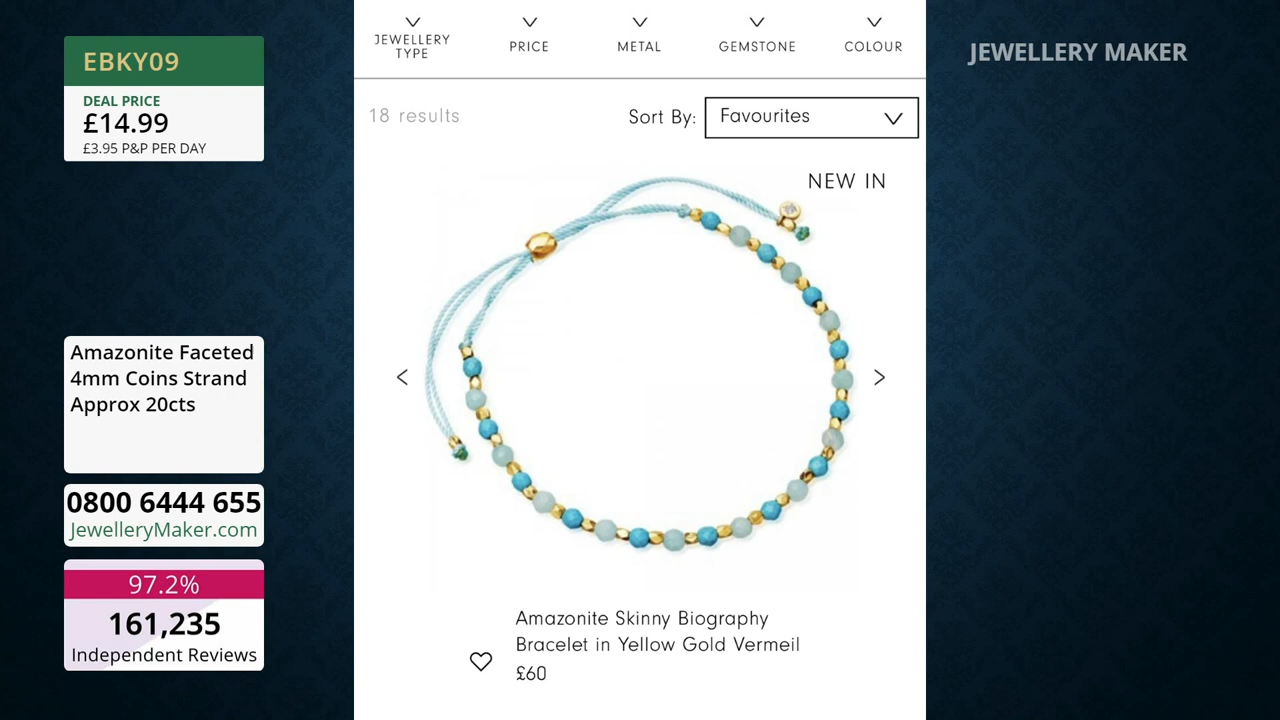 EBKY09
DEAL PRICE
£14.99
£3.95 P&P PER DAY
Amazonite Faceted
4mm Coins Strand
Approx 20cts
0800 6444 655
JewelleryMaker.com
97.2%
161,235
Independent Reviews
JEWELLERY
TYPE
PRICE
METAL
GEMSTONE
COLOUR
18 results
Sort By:
Favourites
NEW IN
Amazonite Skinny Biography
Bracelet in Yellow Gold Vermeil
£60
JEWELLERY MAKER